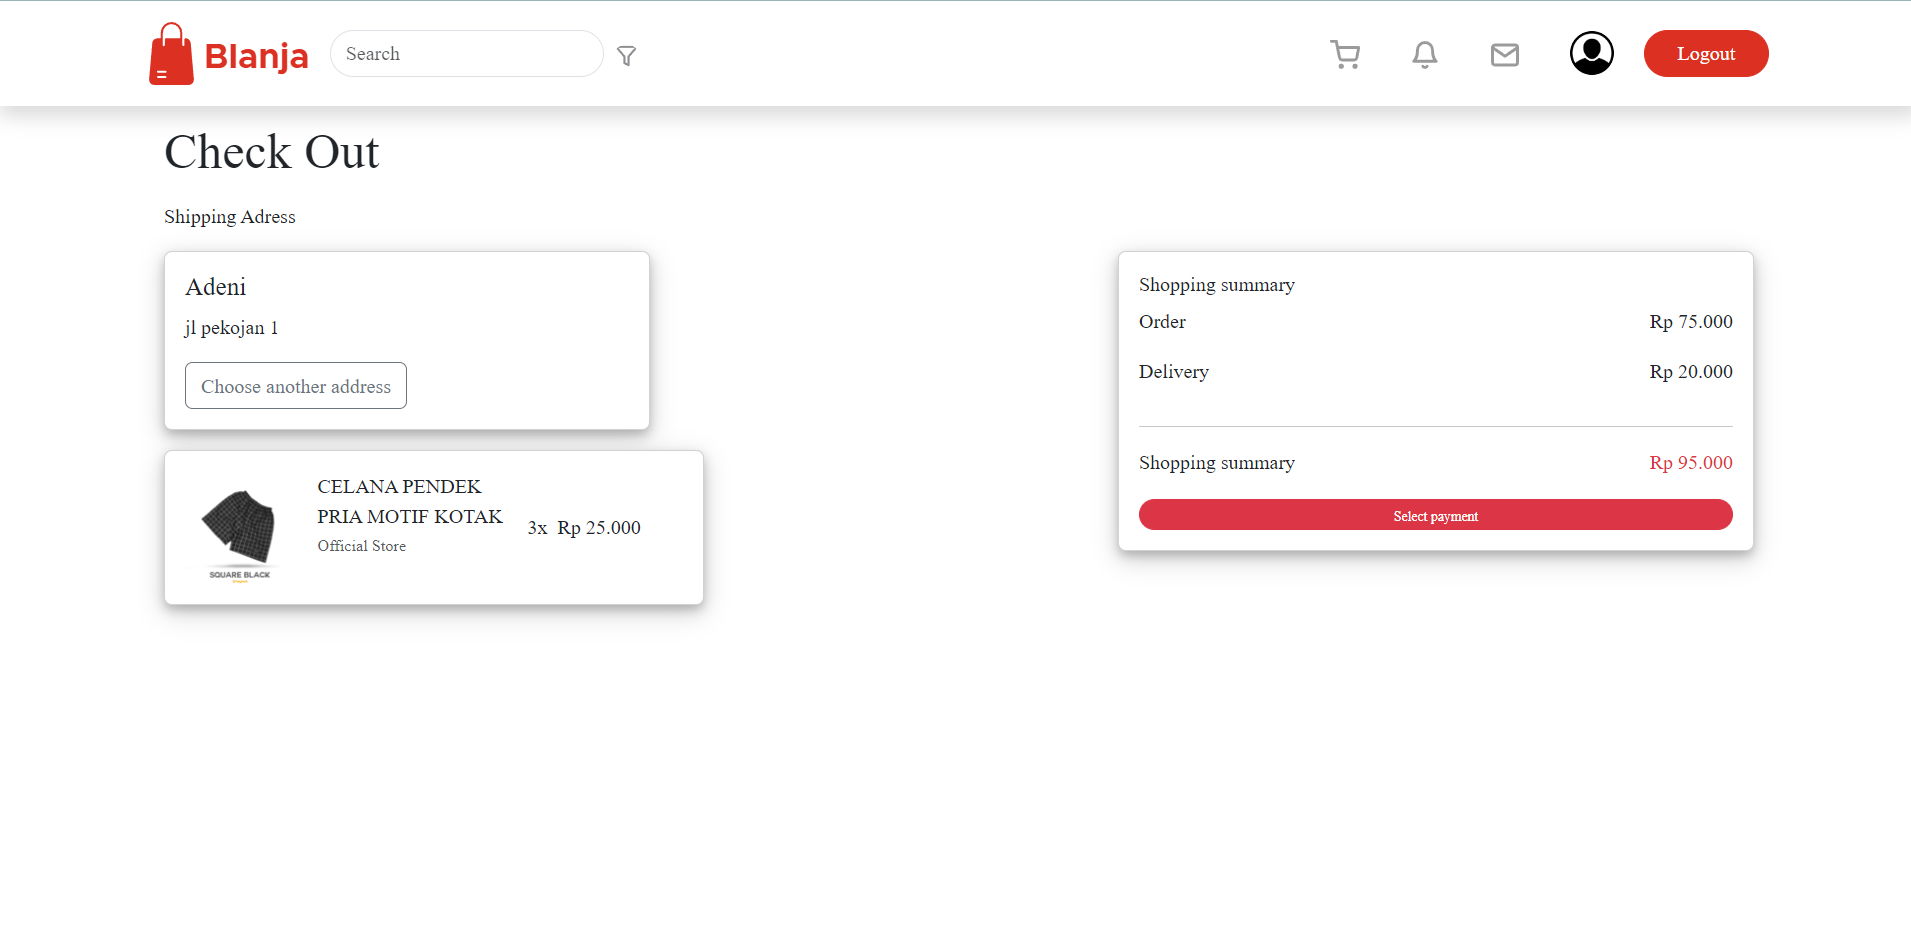 Blanja
Search
Logout
Check Out
Shipping Adress
Adeni
jl pekojan 1
Choose another address
CELANA PENDEK
PRIA MOTIF KOTAK
Official Store
3x Rp 25.000
SQUARE BLACK
Shopping summary
Order Rp 75.000
Delivery Rp 20.000
Shopping summary Rp 95.000
Select payment